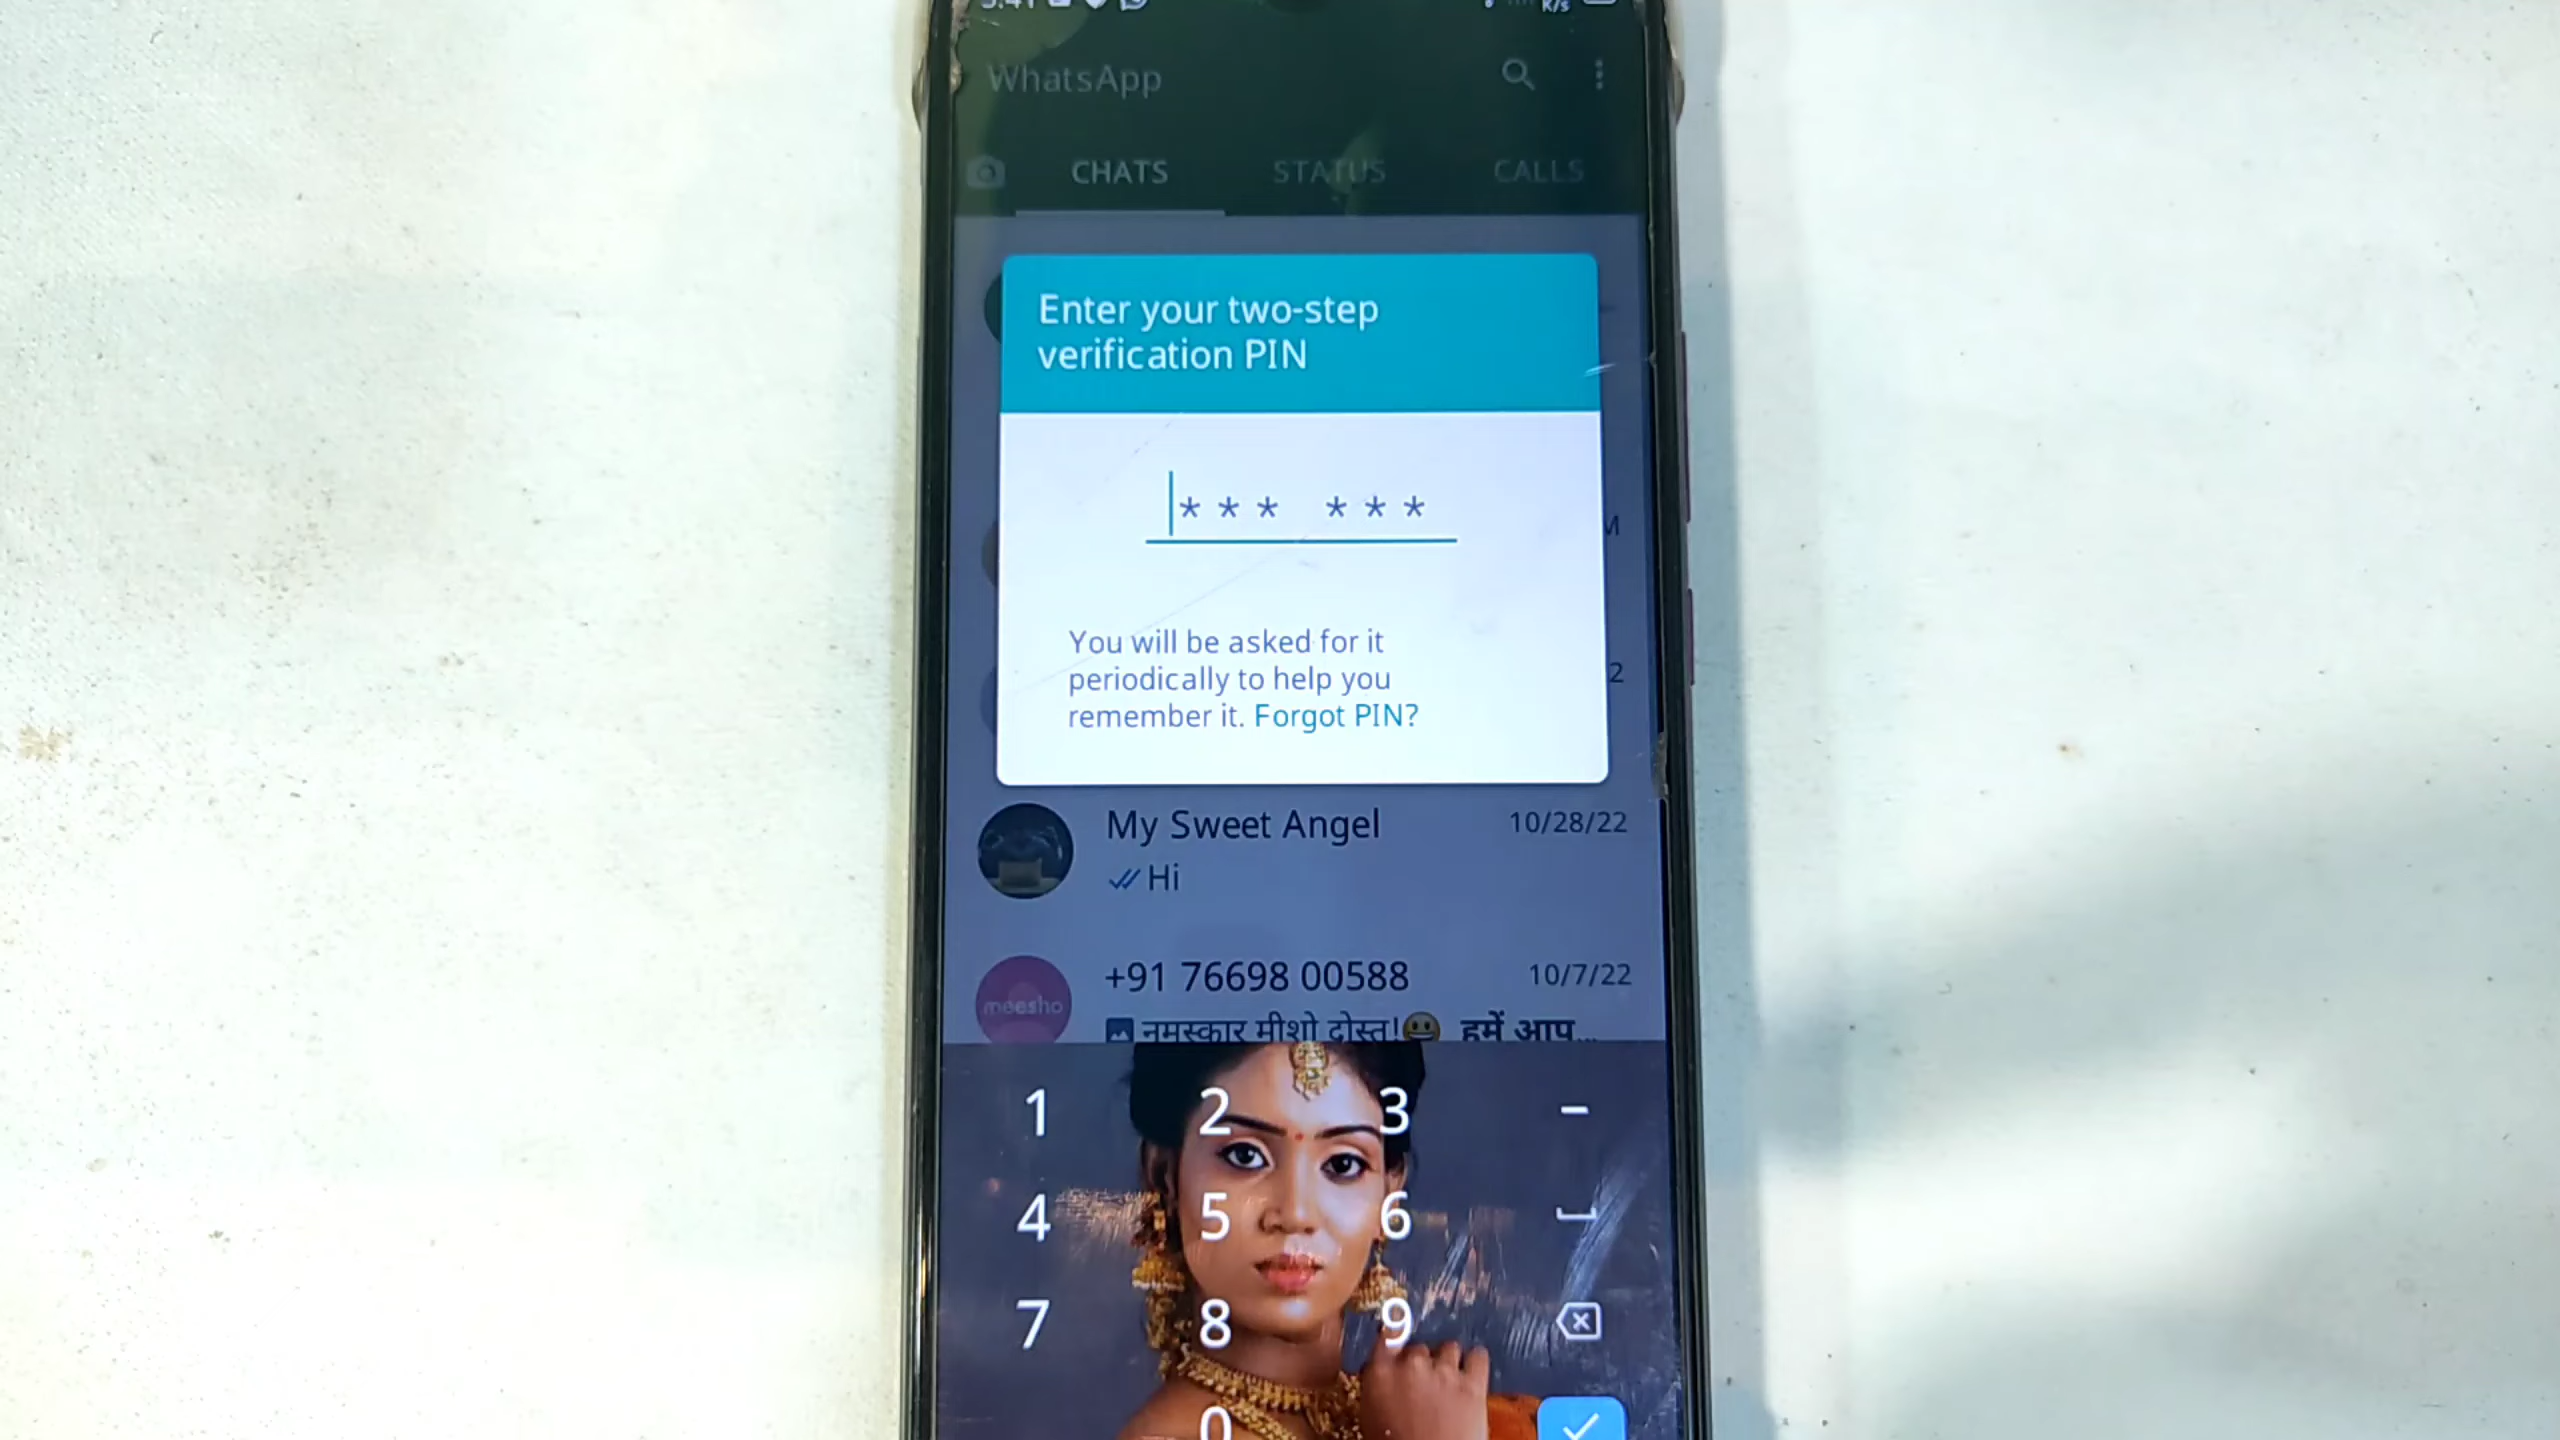 WhatsApp
CHATS STATUS CALLS
Enter your two-step
verification PIN
*** ***
You will be asked for it
periodically to help you
remember it. Forgot PIN?
My Sweet Angel 10/28/22
Hi
+91 76698 00588 10/7/22
meesho
नमस्कार मीशो दोस्त!😃 हमें आप...
1 2 3 –
4 5 6
7 8 9
0